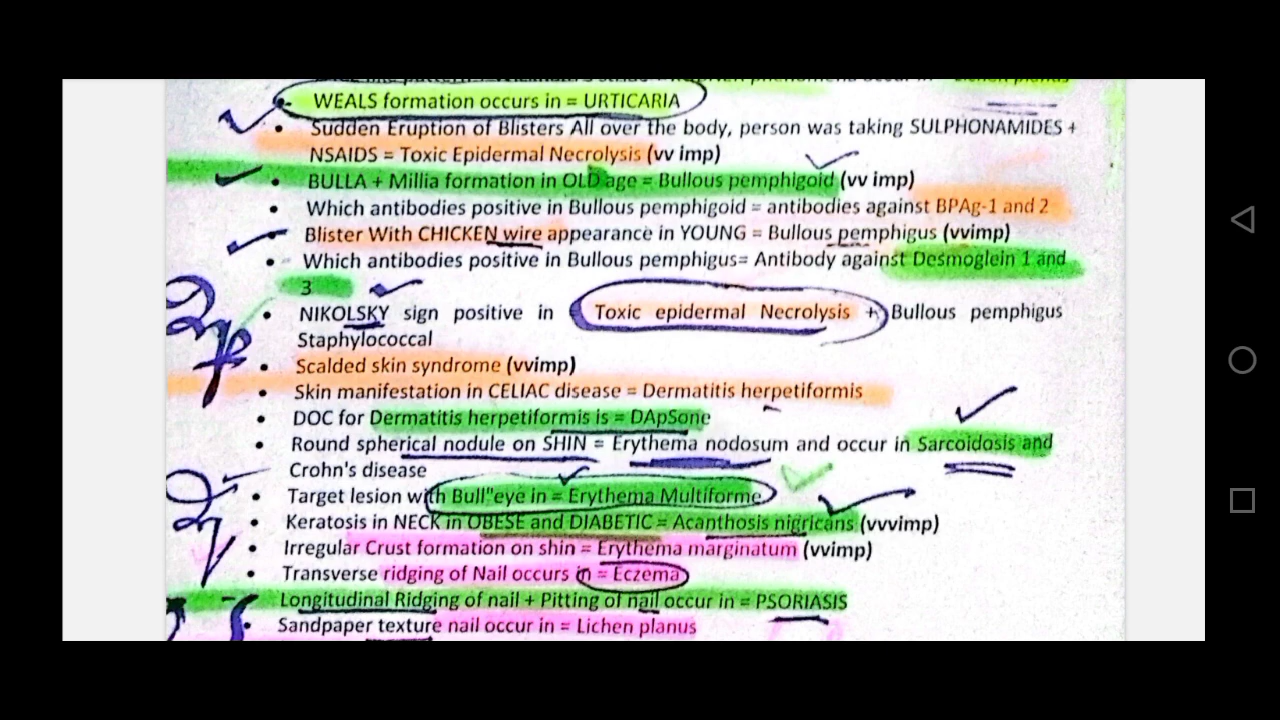 Lichen planus
WEALS formation occurs in = URTICARIA
Sudden Eruption of Blisters All over the body, person was taking SULPHONAMIDES +
NSAIDS = Toxic Epidermal Necrolysis (vv imp)
BULLA + Millia formation in OLD age = Bullous pemphigoid (vv imp)
Which antibodies positive in Bullous pemphigoid = antibodies against BPAg-1 and 2
Blister With CHICKEN wire appearance in YOUNG = Bullous pemphigus (vvimp)
Which antibodies positive in Bullous pemphigus= Antibody against Desmoglein 1 and
3
NIKOLSKY sign positive in Toxic epidermal Necrolysis + Bullous pemphigus
Staphylococcal
Scalded skin syndrome (vvimp)
Skin manifestation in CELIAC disease = Dermatitis herpetiformis
DOC for Dermatitis herpetiformis is = DApSone
Round spherical nodule on SHIN = Erythema nodosum and occur in Sarcoidosis and
Crohn's disease
Target lesion with Bull"eye in = Erythema Multiforme
Keratosis in NECK in OBESE and DIABETIC = Acanthosis nigricans (vvvimp)
Irregular Crust formation on shin = Erythema marginatum (vvimp)
Transverse ridging of Nail occurs in = Eczema
Longitudinal Ridging of nail + Pitting of nail occur in = PSORIASIS
Sandpaper texture nail occur in = Lichen planus